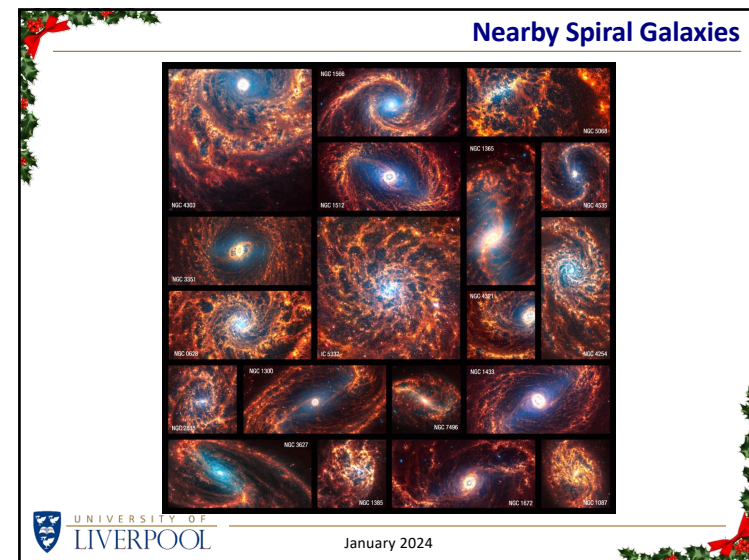 Nearby Spiral Galaxies
NGC 1566
NGC 5068
NGC 1365
NGC 4303
NGC 1512
NGC 4535
NGC 3351
NGC 4321
NGC 0628
IC 5332
NGC 4254
NGC 1300
NGC 1433
NGC 2835
NGC 7496
NGC 3627
NGC 1385
NGC 1672
NGC 1087
UNIVERSITY OF
LIVERPOOL
January 2024